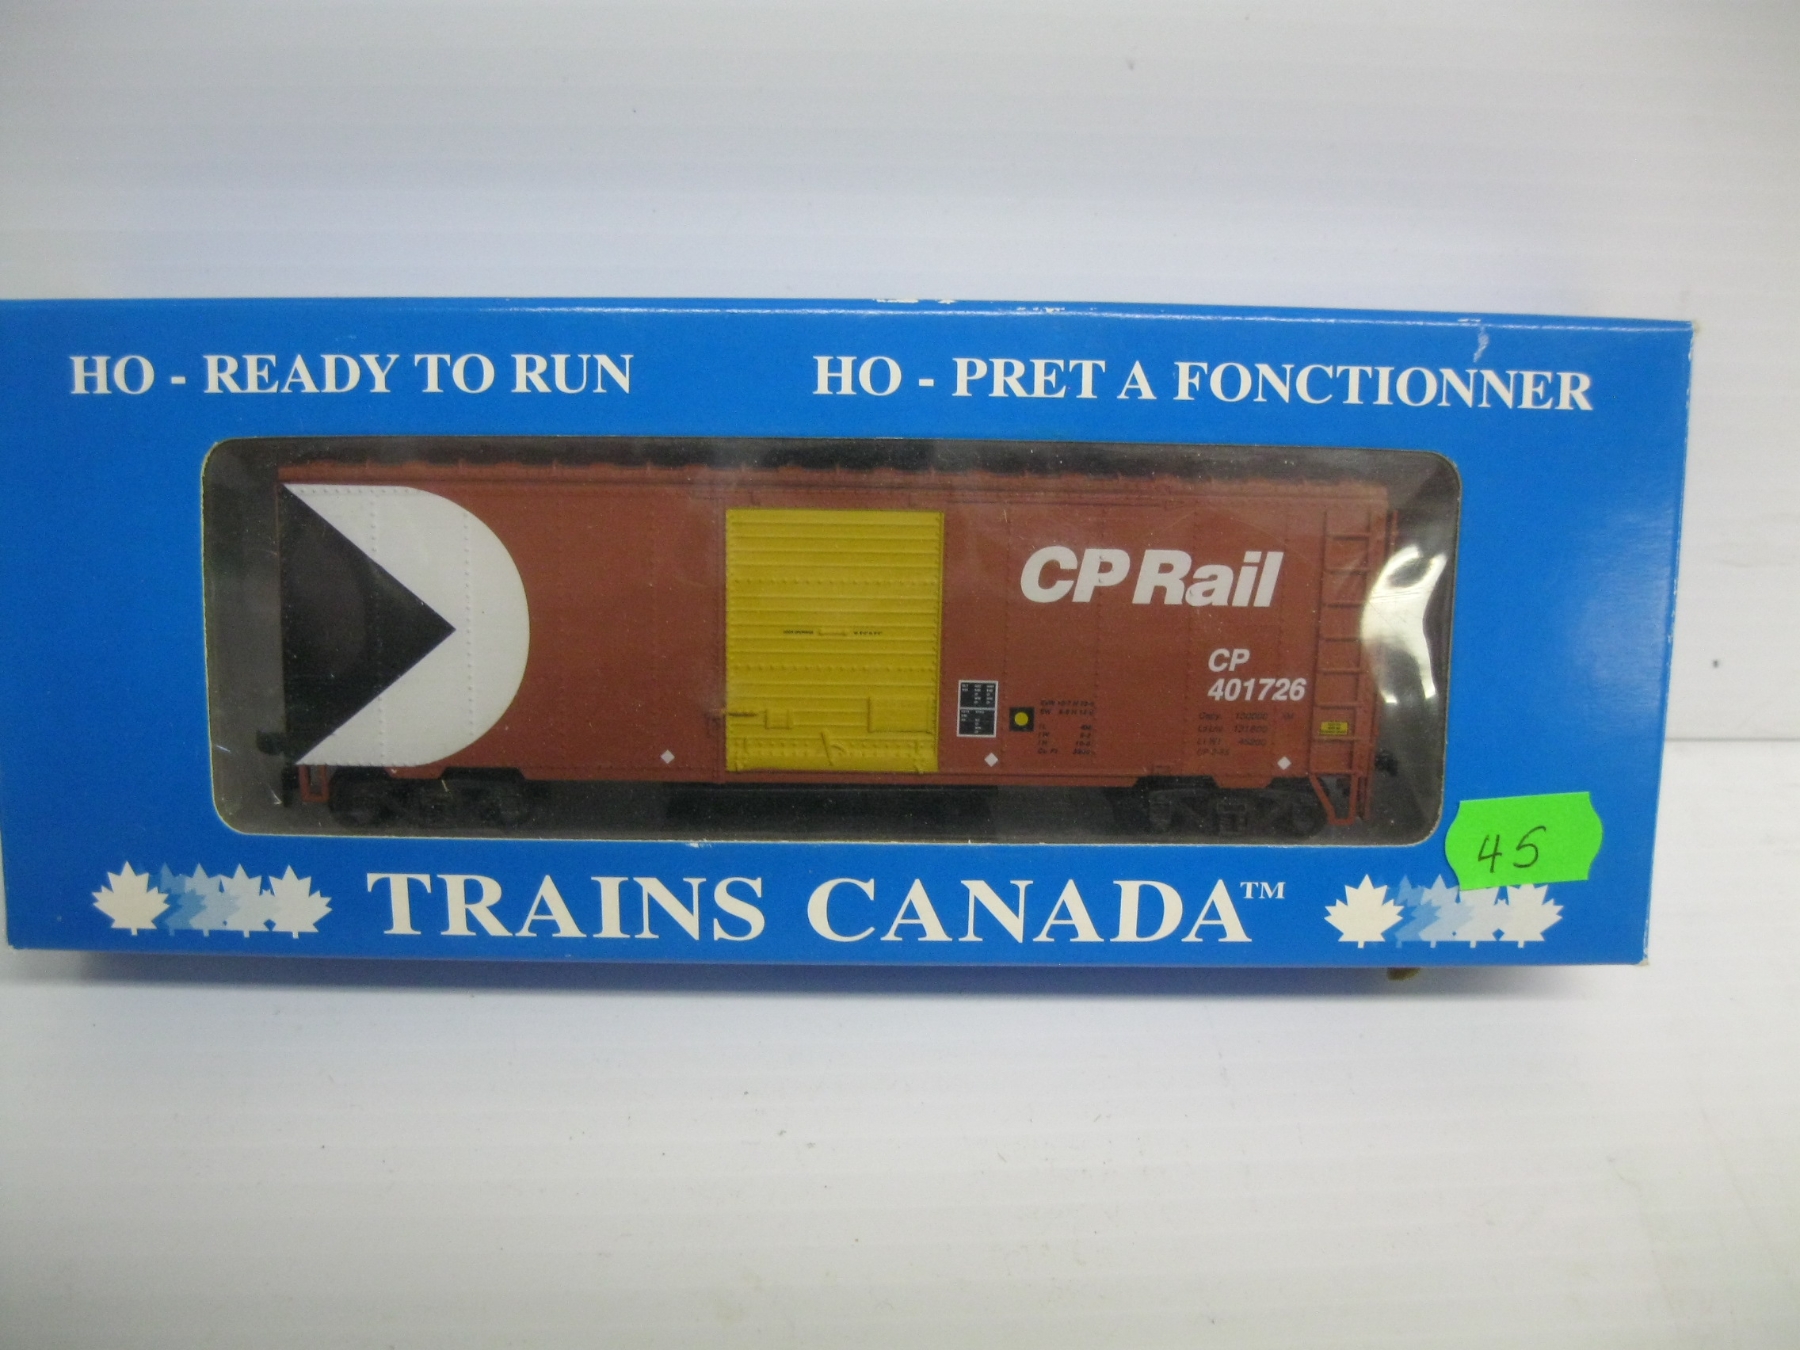 HO - READY TO RUN
HO - PRET A FONCTIONNER
CP Rail
CP
401726
45
TRAINS CANADA™